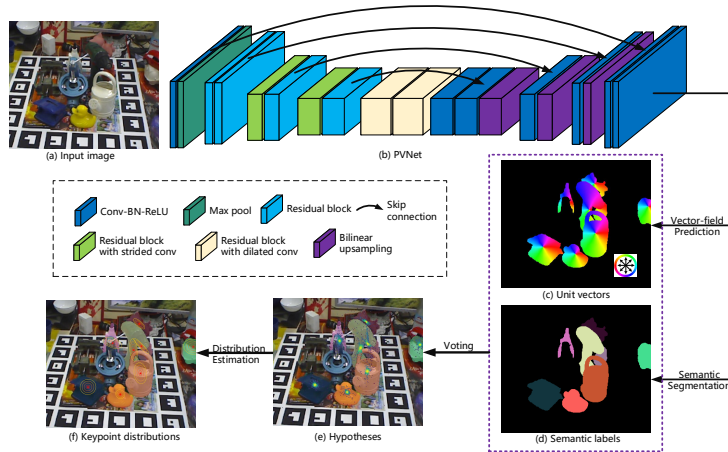 (a) Input image
(b) PVNet
Conv-BN-ReLU
Max pool
Residual block
Skip
connection
Residual block
with strided conv
Residual block
with dilated conv
Bilinear
upsampling
Vector-field
Prediction
(c) Unit vectors
Semantic
Segmentation
(d) Semantic labels
Voting
Distribution
Estimation
(e) Hypotheses
(f) Keypoint distributions